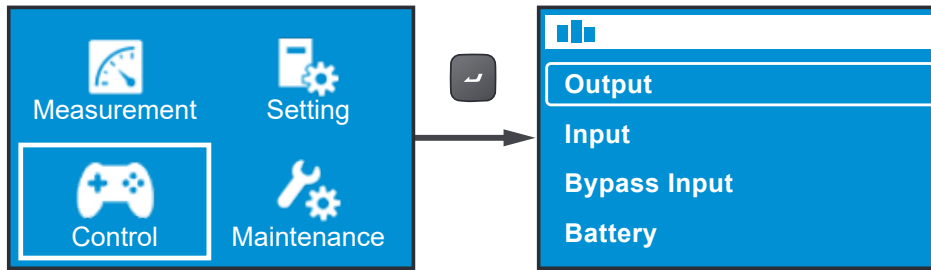 Measurement
Setting
Control
Maintenance
Output
Input
Bypass Input
Battery